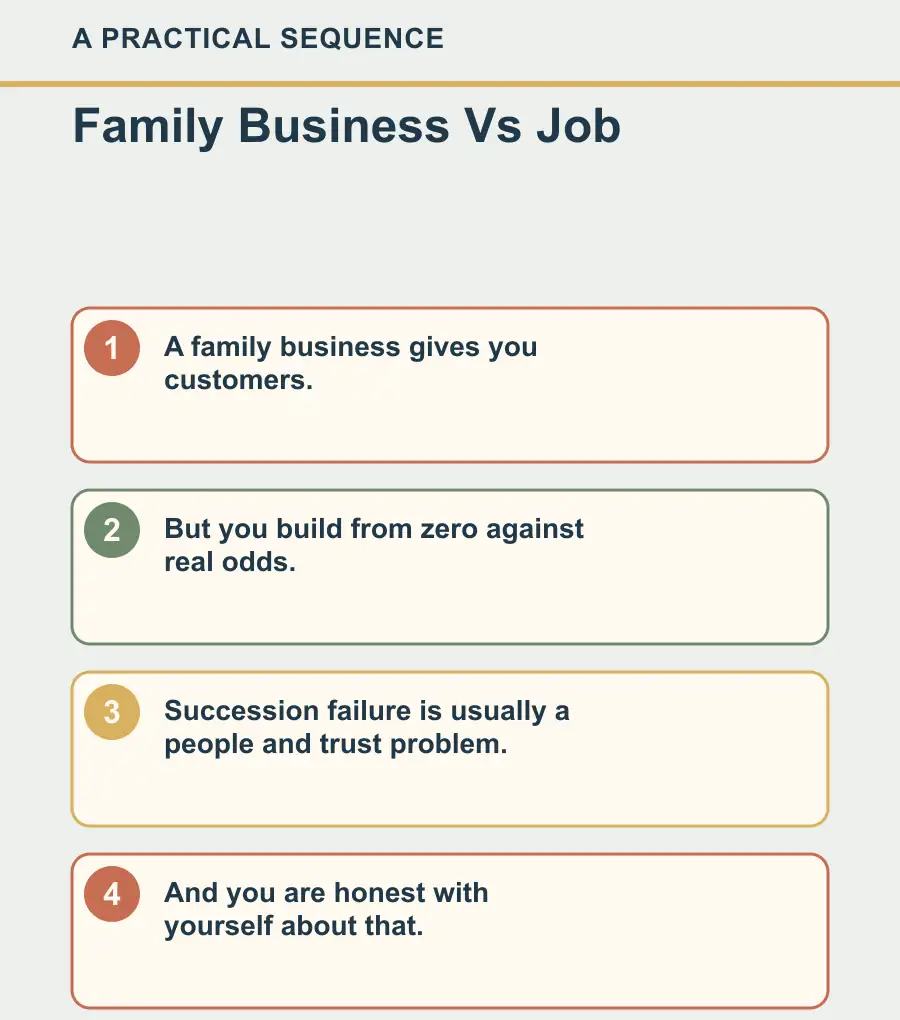 A PRACTICAL SEQUENCE
Family Business Vs Job
1
A family business gives you
customers.
2
But you build from zero against
real odds.
3
Succession failure is usually a
people and trust problem.
4
And you are honest with
yourself about that.